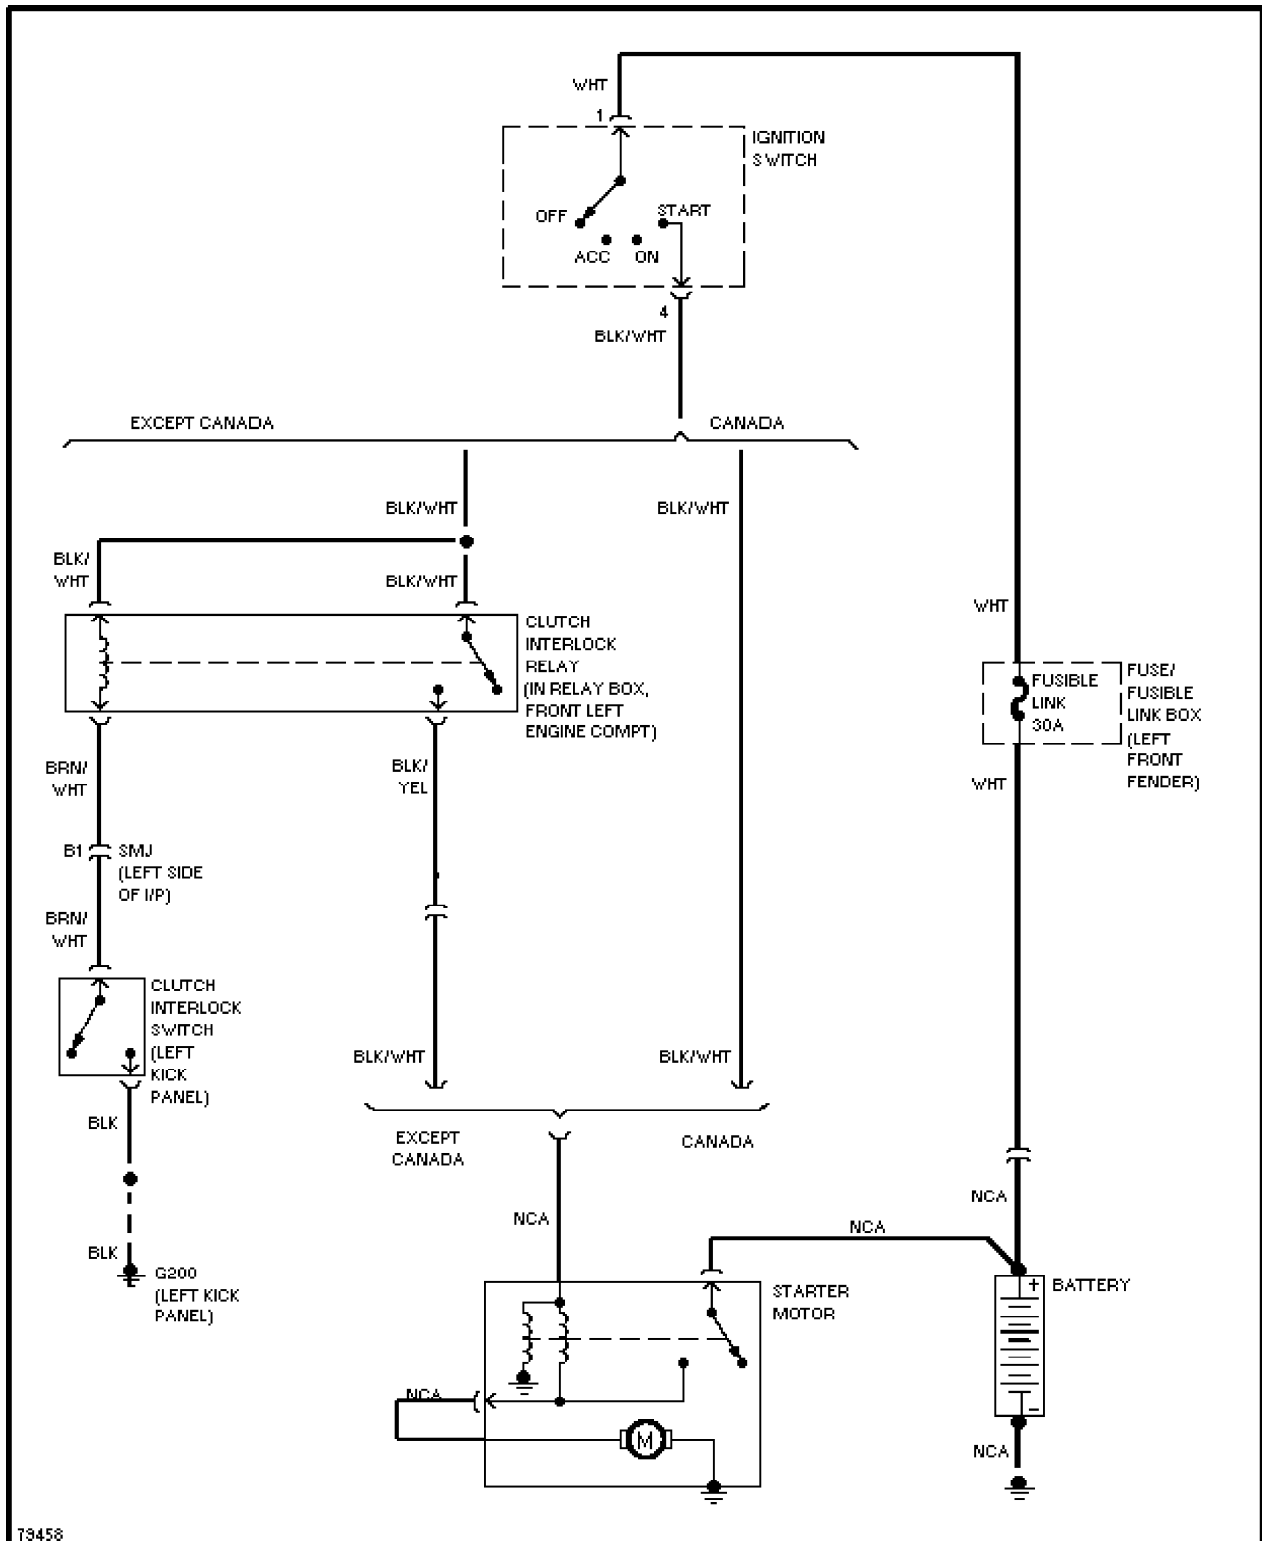 WHT
1
IGNITION
SWITCH
OFF
START
ACC
ON
4
BLK/WHT
EXCEPT CANADA
CANADA
BLK/WHT
BLK/WHT
BLK/
WHT
BLK/WHT
WHT
CLUTCH
INTERLOCK
RELAY
(IN RELAY BOX,
FRONT LEFT
ENGINE COMPT)
FUSIBLE
LINK
30A
FUSE/
FUSIBLE
LINK BOX
(LEFT
FRONT
FENDER)
BRN/
WHT
BLK/
YEL
WHT
B1
SMJ
(LEFT SIDE
OF I/P)
BRN/
WHT
CLUTCH
INTERLOCK
SWITCH
(LEFT
KICK
PANEL)
BLK/WHT
BLK/WHT
BLK
EXCEPT
CANADA
CANADA
NCA
NCA
NCA
BLK
G200
(LEFT KICK
PANEL)
STARTER
MOTOR
+
BATTERY
NCA
M
-
NCA
79458